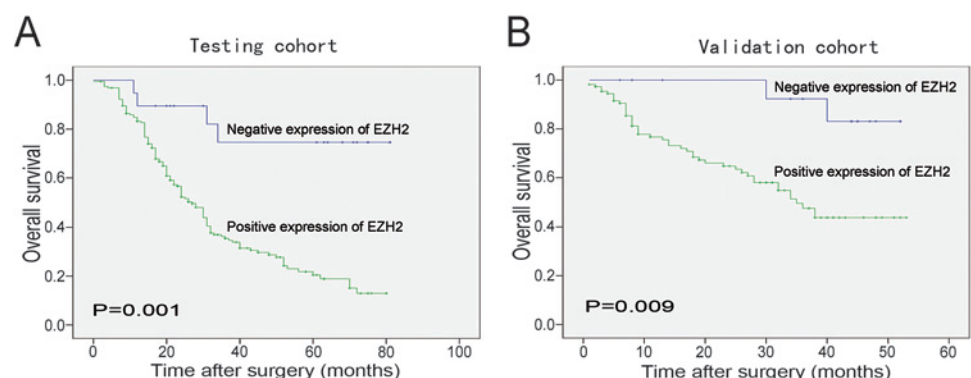 A
Testing cohort
Overall survival
1.0
0.8
0.6
0.4
0.2
0.0
Negative expression of EZH2
Positive expression of EZH2
P=0.001
0 20 40 60 80 100
Time after surgery (months)
B
Validation cohort
Overall survival
1.0
0.8
0.6
0.4
0.2
0.0
Negative expression of EZH2
Positive expression of EZH2
P=0.009
0 10 20 30 40 50 60
Time after surgery (months)